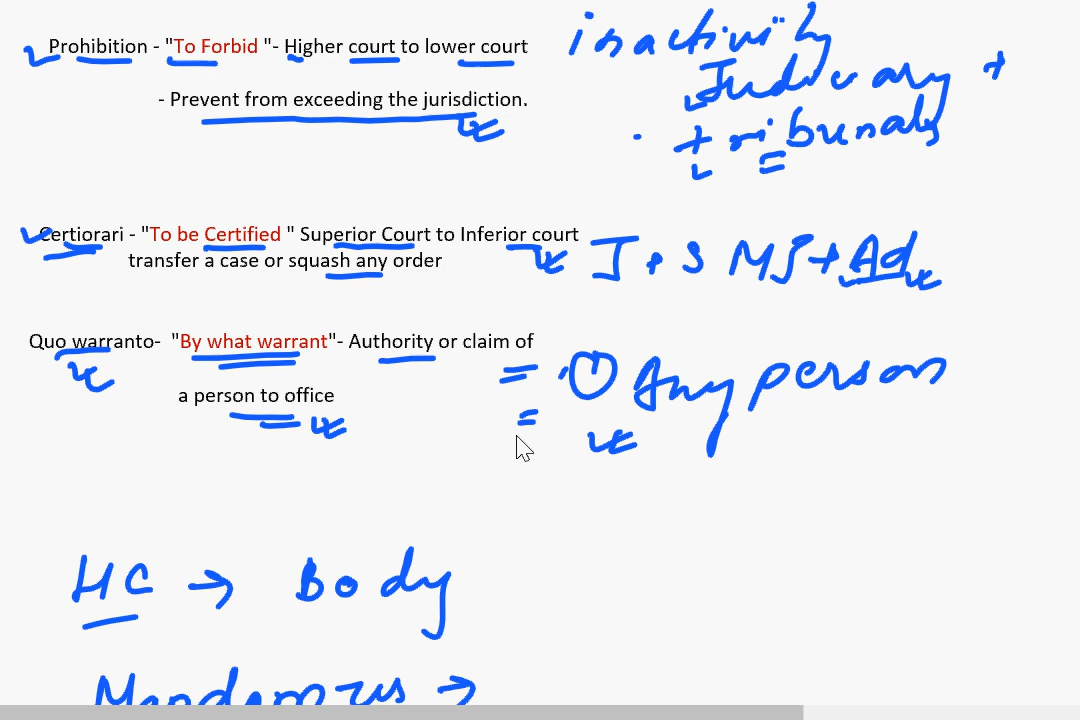 Prohibition - "To Forbid "- Higher court to lower court
inactivity
- Prevent from exceeding the jurisdiction.
Judicary +
tribunals
Certiorari - "To be Certified " Superior Court to Inferior court
transfer a case or squash any order
J + S M J + Ad
Quo warranto- "By what warrant"- Authority or claim of
a person to office
= ① Any person
=
HC → Body
Mandamus →